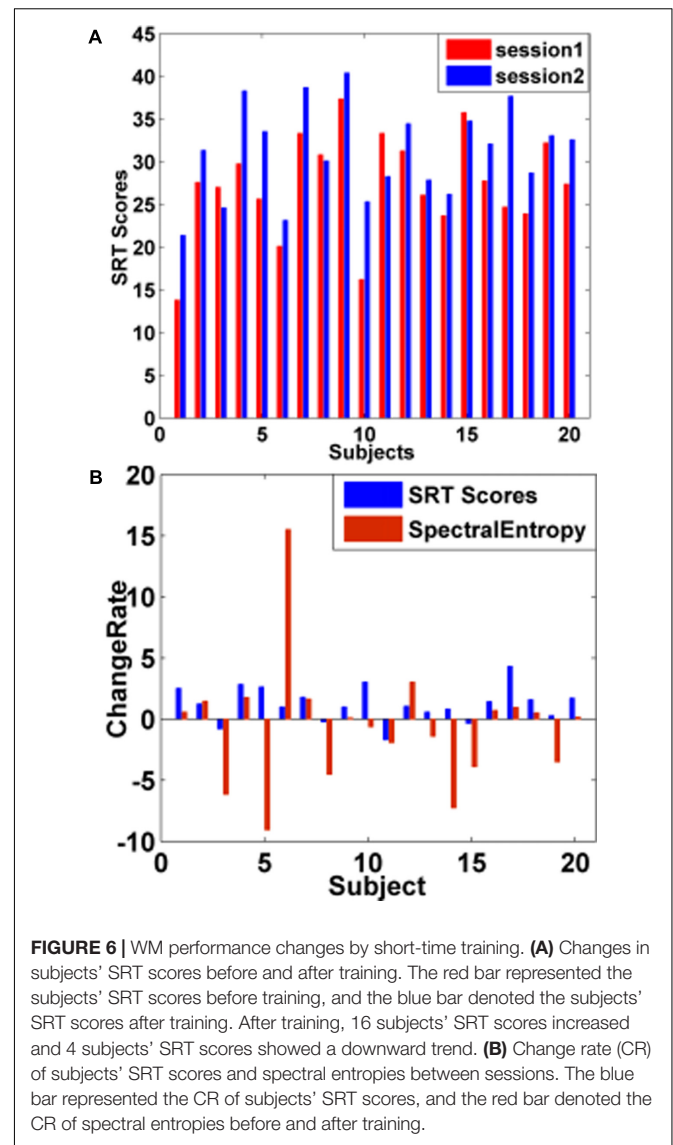 A
45
40
35
30
25
20
15
10
5
0
SRT Scores
session1
session2
0 5 10 15 20
Subjects
B
20
15
10
5
0
-5
-10
ChangeRate
SRT Scores
SpectralEntropy
0 5 10 15 20
Subject
FIGURE 6 | WM performance changes by short-time training. (A) Changes in
subjects’ SRT scores before and after training. The red bar represented the
subjects’ SRT scores before training, and the blue bar denoted the subjects’
SRT scores after training. After training, 16 subjects’ SRT scores increased
and 4 subjects’ SRT scores showed a downward trend. (B) Change rate (CR)
of subjects’ SRT scores and spectral entropies between sessions. The blue
bar represented the CR of subjects’ SRT scores, and the red bar denoted the
CR of spectral entropies before and after training.